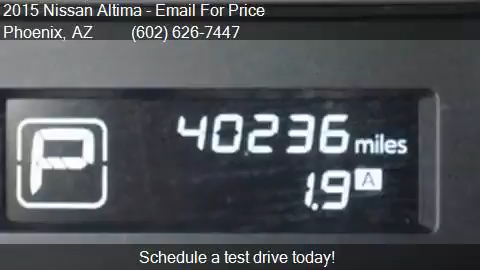 2015 Nissan Altima - Email For Price
Phoenix, AZ (602) 626-7447
P
40236 miles
1.9 A
Schedule a test drive today!